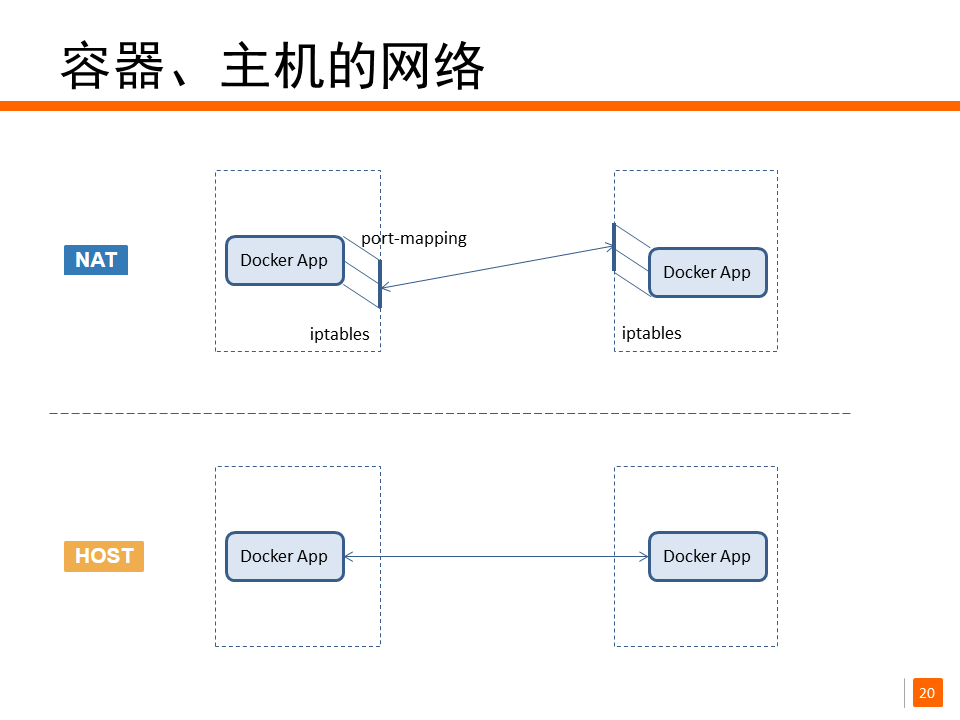 容器、主机的网络
port-mapping
NAT
Docker App
Docker App
iptables
iptables
HOST
Docker App
Docker App
20